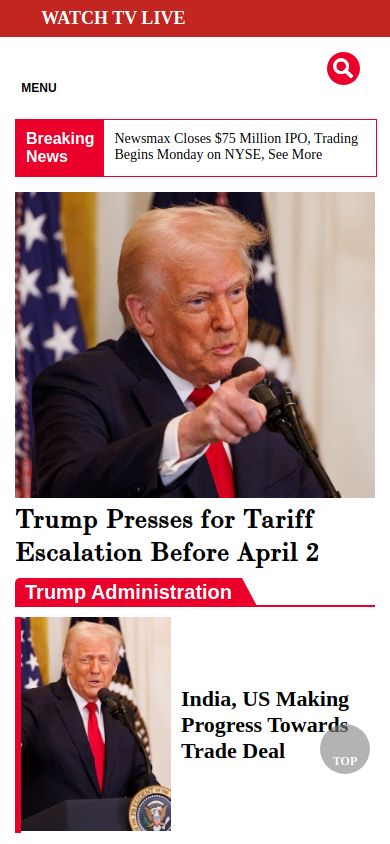 WATCH TV LIVE
MENU
Breaking
News
Newsmax Closes $75 Million IPO, Trading
Begins Monday on NYSE, See More
Trump Presses for Tariff
Escalation Before April 2
Trump Administration
India, US Making
Progress Towards
Trade Deal
TOP